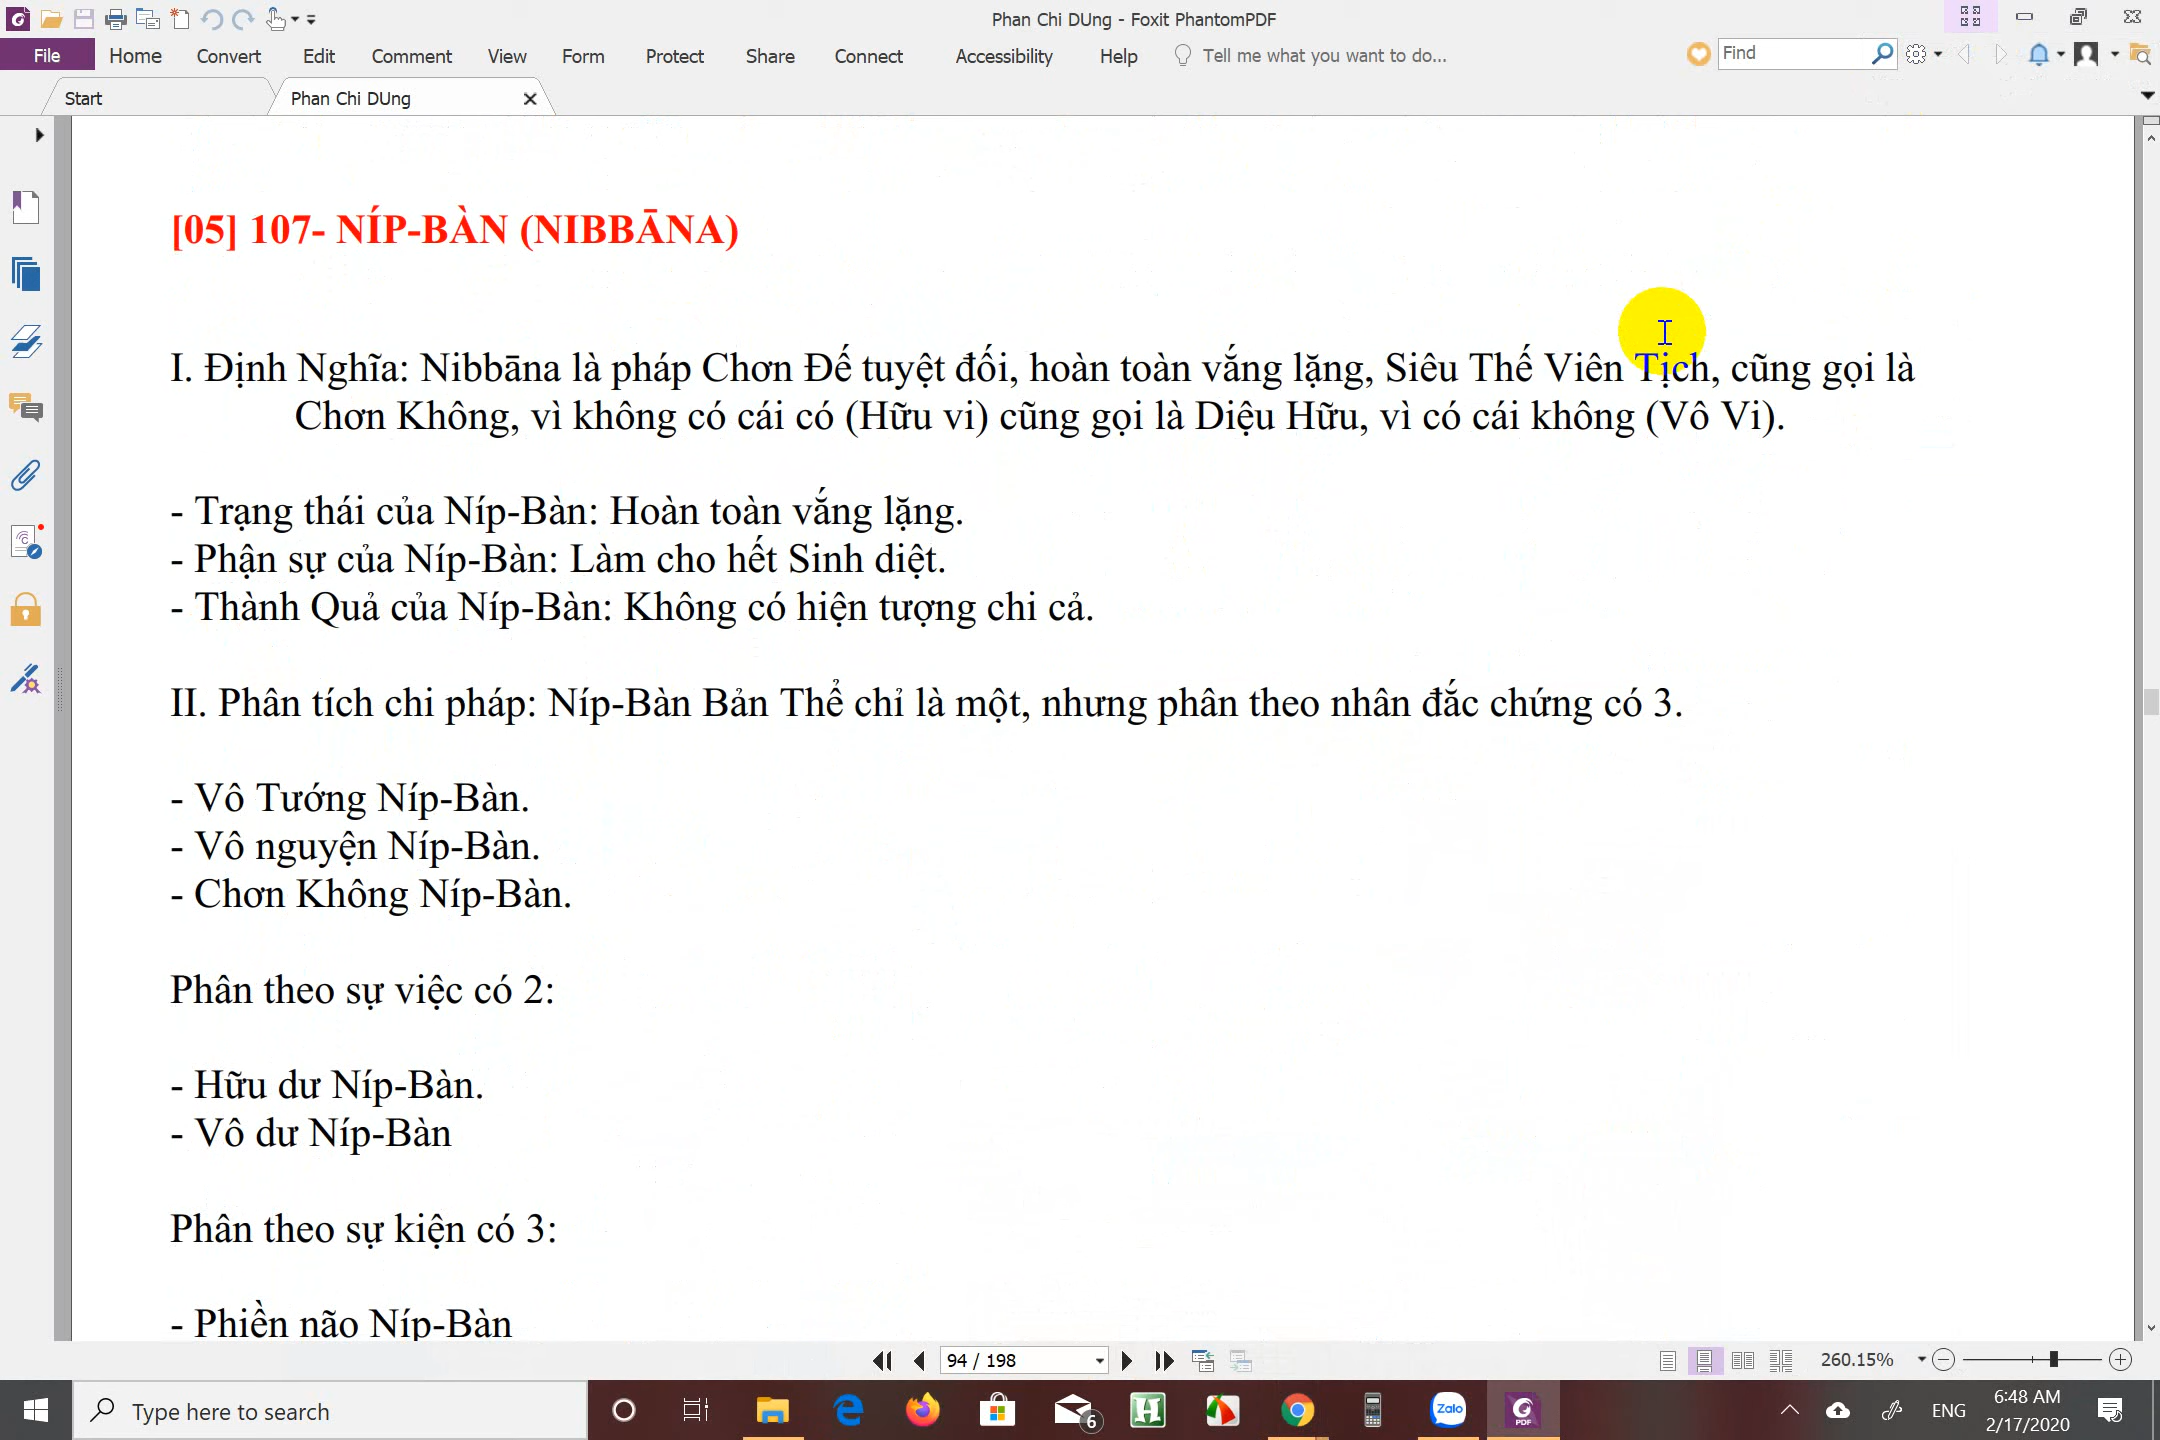 Phan Chi DUng - Foxit PhantomPDF
File Home Convert Edit Comment View Form Protect Share Connect Accessibility Help Tell me what you want to do... Find
Start Phan Chi DUng
[05] 107- NÍP-BÀN (NIBBĀNA)
I. Định Nghĩa: Nibbāna là pháp Chơn Đế tuyệt đối, hoàn toàn vắng lặng, Siêu Thế Viên Tịch, cũng gọi là
Chơn Không, vì không có cái có (Hữu vi) cũng gọi là Diệu Hữu, vì có cái không (Vô Vi).
- Trạng thái của Níp-Bàn: Hoàn toàn vắng lặng.
- Phận sự của Níp-Bàn: Làm cho hết Sinh diệt.
- Thành Quả của Níp-Bàn: Không có hiện tượng chi cả.
II. Phân tích chi pháp: Níp-Bàn Bản Thể chỉ là một, nhưng phân theo nhân đắc chứng có 3.
- Vô Tướng Níp-Bàn.
- Vô nguyện Níp-Bàn.
- Chơn Không Níp-Bàn.
Phân theo sự việc có 2:
- Hữu dư Níp-Bàn.
- Vô dư Níp-Bàn
Phân theo sự kiện có 3:
- Phiền não Níp-Bàn
94 / 198 260.15%
Type here to search 6 Zalo PDF ENG 6:48 AM
2/17/2020